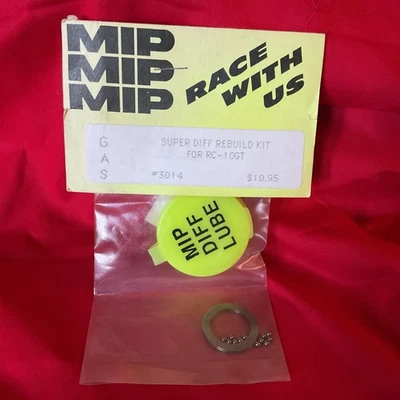 MIP
MIP
MIP
RACE
WITH
US
GAS
SUPER DIFF REBUILD KIT
FOR RC-10GT
#3014 $10.95
MIP
DIFF
LUBE